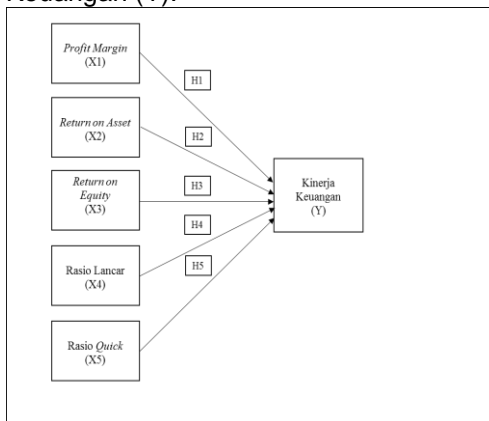 Keuangan (Y).
Profit Margin
(X1)
H1
Return on Asset
(X2)
H2
Return on
Equity
(X3)
H3
Kinerja
Keuangan
(Y)
H4
Rasio Lancar
(X4)
H5
Rasio Quick
(X5)